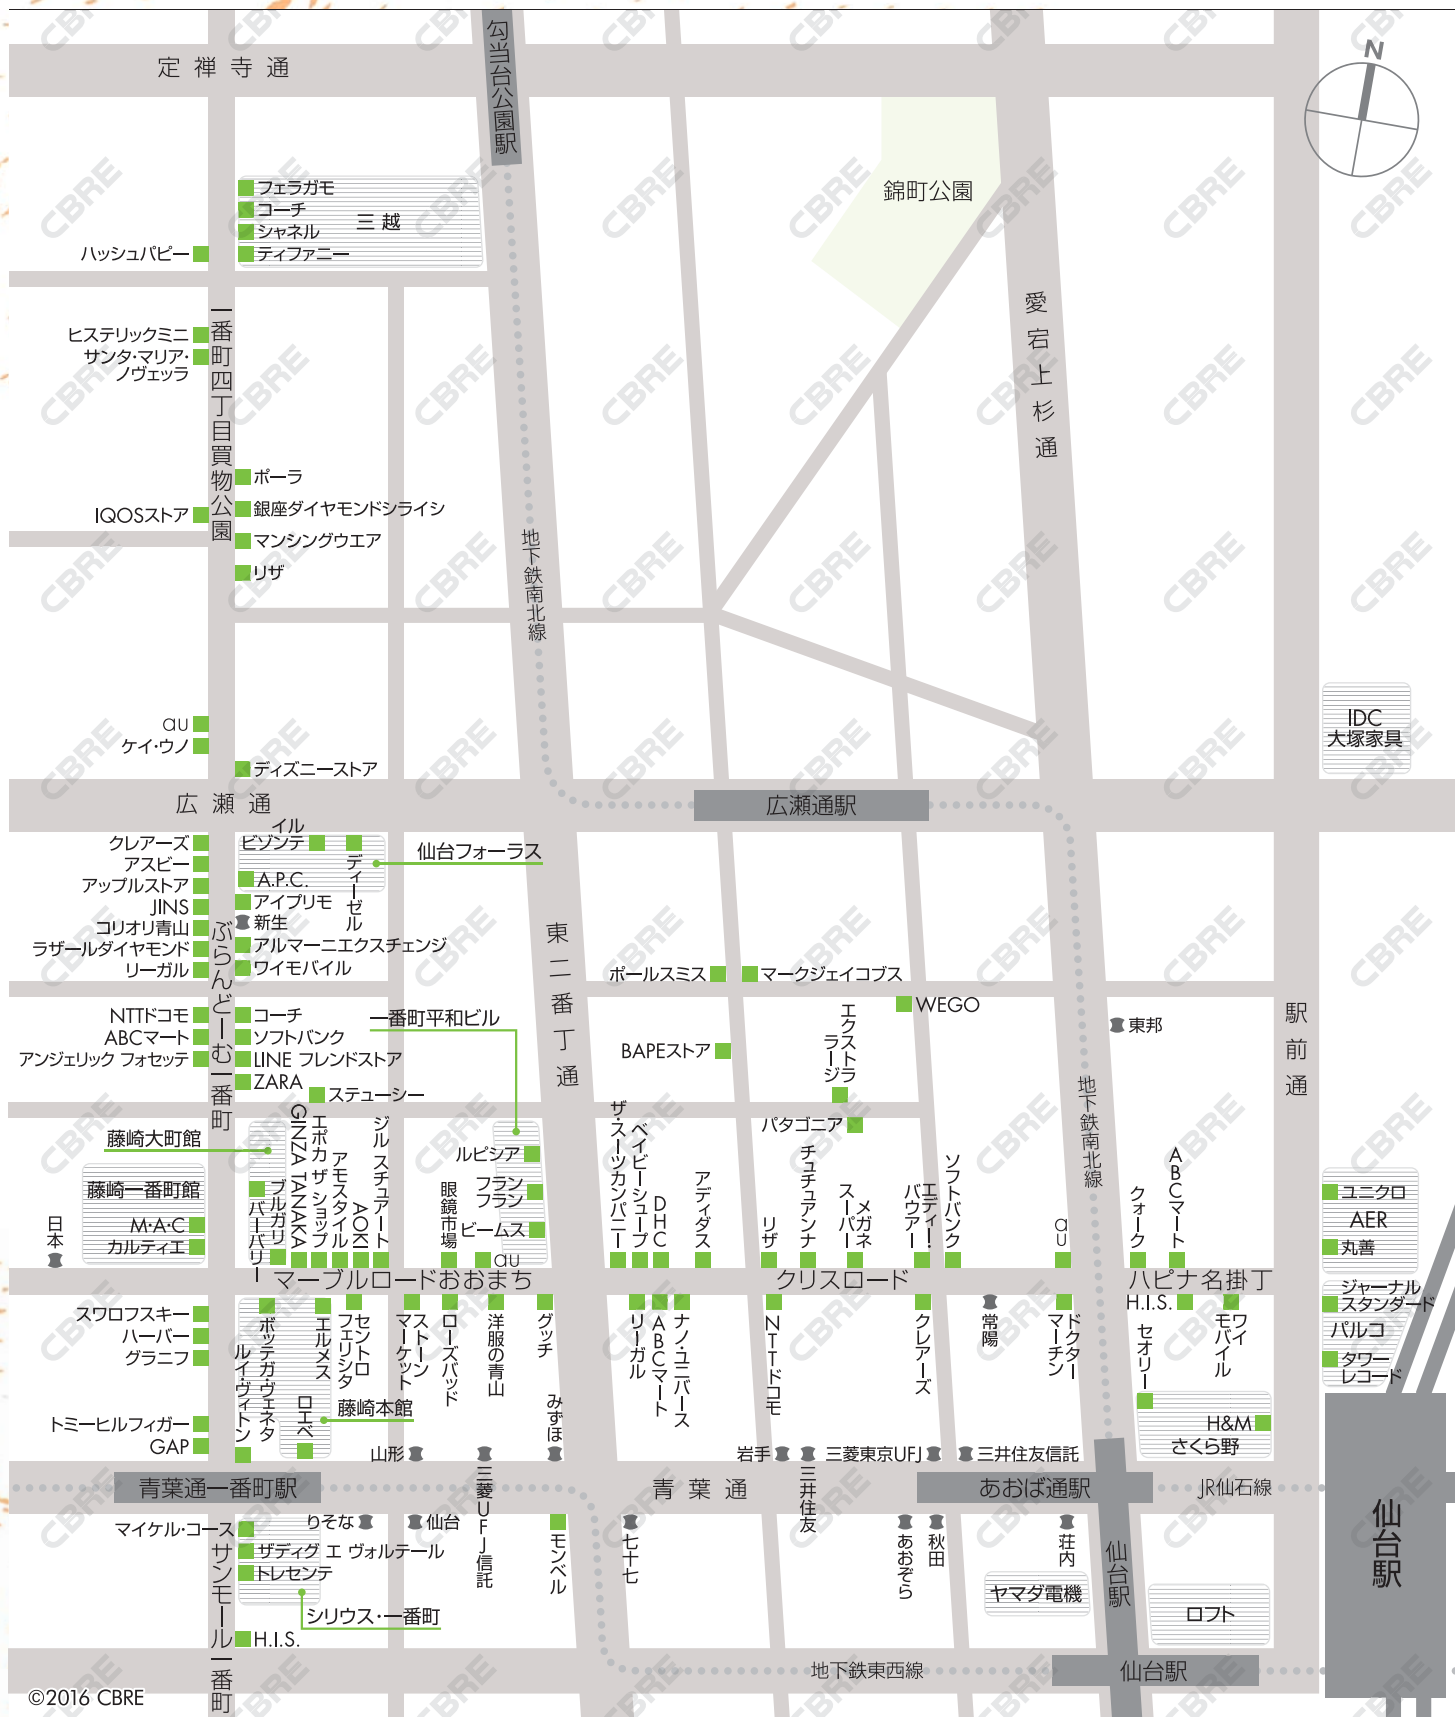 定禅寺通
勾当台公園駅
N
錦町公園
フェラガモ
コーチ
シャネル
ティファニー
三越
ハッシュパピー
ヒステリックミニ
サンタ・マリア・
ノヴェッラ
一番町四丁目買物公園
愛宕上杉通
ポーラ
銀座ダイヤモンドシライシ
IQOSストア
マンシングウエア
リザ
地下鉄南北線
au
ケイ・ウノ
ディズニーストア
IDC
大塚家具
広瀬通
広瀬通駅
クレアーズ
アスビー
アップルストア
JINS
コリオリ青山
ラザールダイヤモンド
リーガル
イル
ビゾンテ
ディーゼル
仙台フォーラス
A.P.C.
アイプリモ
新生
アルマーニエクスチェンジ
ワイモバイル
ぶらんどーむ一番町
東二番丁通
ポールスミス
マークジェイコブス
WEGO
エクストラ
ラージ
東邦
駅前通
NTTドコモ
ABCマート
アンジェリック フォセッテ
コーチ
ソフトバンク
LINE フレンドストア
ZARA
ステューシー
一番町平和ビル
BAPEストア
パタゴニア
地下鉄南北線
藤崎大町館
藤崎一番町館
M・A・C
カルティエ
日本
バーバリー
ブルガリ
GINZA TANAKA
エポカ ザ ショップ
アモスタイル
AOKI
ジル スチュアート
眼鏡市場
ルピシア
フラン
フラン
ビームス
au
ザ・スーツカンパニー
ベイビーシュープ
DHC
アディダス
リザ
チュチュアンナ
メガネ
スーパー
エディー!
バウアー
ソフトバンク
au
クォーク
ABCマート
ユニクロ
AER
丸善
マーブルロードおおまち
クリスロード
ハピナ名掛丁
スワロフスキー
ハーバー
グラニフ
トミーヒルフィガー
GAP
ルイ・ヴィトン
ボッテガ・ヴェネタ
エルメス
ロエベ
藤崎本館
セントロ
フェリシタ
ストーン
マーケット
ローズバッド
洋服の青山
グッチ
みずほ
リーガル
ABCマート
ナノ・ユニバース
NTTドコモ
クレアーズ
常陽
ドクター
マーチン
H.I.S.
セオリー
ワイ
モバイル
H&M
さくら野
ジャーナル
スタンダード
パルコ
タワー
レコード
山形
三菱UFJ信託
岩手
三井住友
三菱東京UFJ
三井住友信託
青葉通一番町駅
青葉通
あおば通駅
JR仙石線
仙台駅
マイケル・コース
ザディグ エ ヴォルテール
トレセンテ
りそな
仙台
モンベル
七十七
あおぞら
秋田
荘内
ヤマダ電機
仙台駅
ロフト
シリウス・一番町
H.I.S.
サンモール一番町
地下鉄東西線
仙台駅
©2016 CBRE